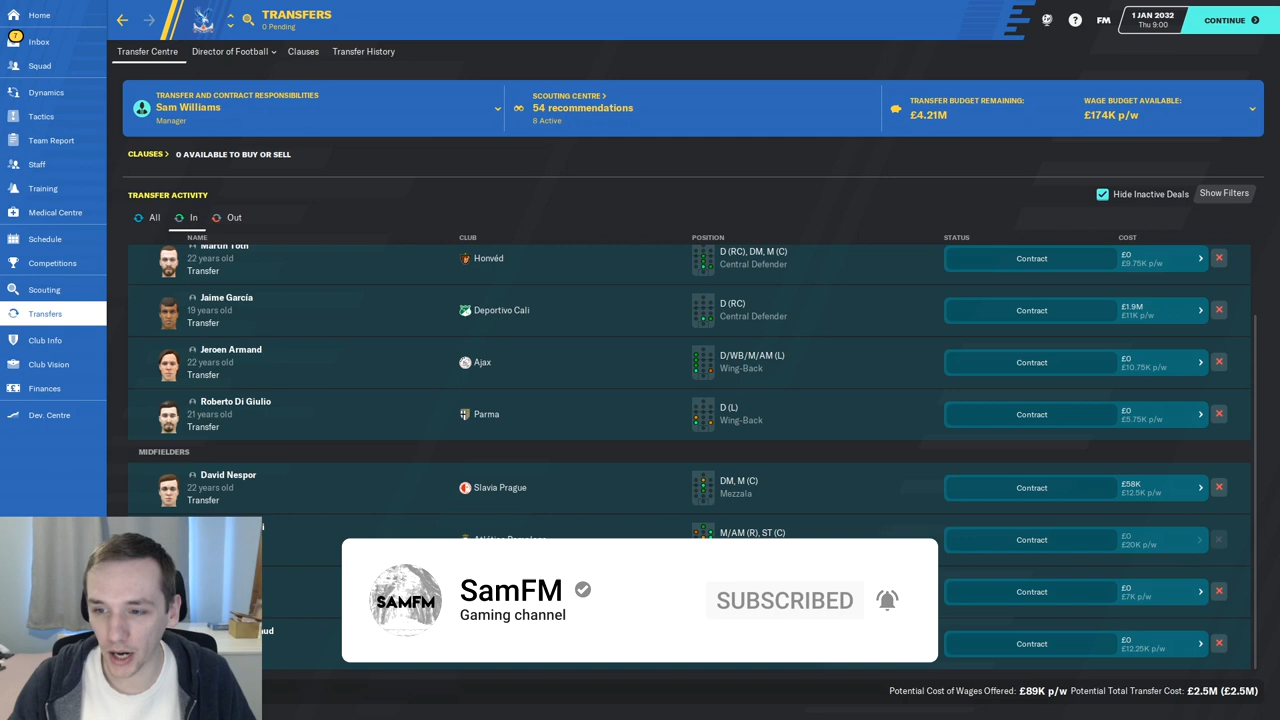 Home
7
Inbox
Squad
Dynamics
Tactics
Team Report
Staff
Training
Medical Centre
Schedule
Competitions
Scouting
Transfers
Club Info
Club Vision
Finances
Dev. Centre
TRANSFERS
0 Pending
FM
1 JAN 2032
Thu 9:00
CONTINUE
Transfer Centre
Director of Football
Clauses
Transfer History
TRANSFER AND CONTRACT RESPONSIBILITIES
Sam Williams
Manager
SCOUTING CENTRE >
54 recommendations
8 Active
TRANSFER BUDGET REMAINING:
£4.21M
WAGE BUDGET AVAILABLE:
£174K p/w
CLAUSES > 0 AVAILABLE TO BUY OR SELL
TRANSFER ACTIVITY
Hide Inactive Deals
Show Filters
All
In
Out
NAME CLUB POSITION STATUS COST
Martin Toth
22 years old
Transfer
Honvéd
D (RC), DM, M (C)
Central Defender
Contract
£0
£9.75K p/w
Jaime García
19 years old
Transfer
Deportivo Cali
D (RC)
Central Defender
Contract
£1.9M
£11K p/w
Jeroen Armand
22 years old
Transfer
Ajax
D/WB/M/AM (L)
Wing-Back
Contract
£0
£10.75K p/w
Roberto Di Giulio
21 years old
Transfer
Parma
D (L)
Wing-Back
Contract
£0
£5.75K p/w
MIDFIELDERS
David Nespor
22 years old
Transfer
Slavia Prague
DM, M (C)
Mezzala
Contract
£58K
£12.5K p/w
M/AM (R), ST (C)
Contract
£0
£20K p/w
Contract
£0
£7K p/w
aud
Contract
£0
£12.25K p/w
SAMFM
SamFM
Gaming channel
SUBSCRIBED
Potential Cost of Wages Offered: £89K p/w Potential Total Transfer Cost: £2.5M (£2.5M)